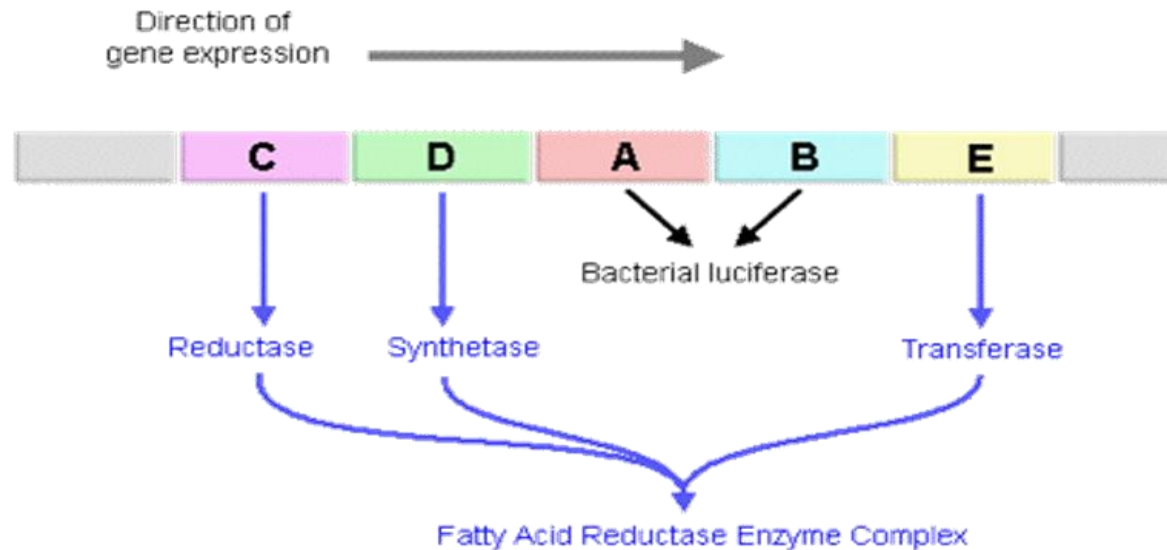 Direction of
gene expression
C D A B E
Bacterial luciferase
Reductase Synthetase Transferase
Fatty Acid Reductase Enzyme Complex